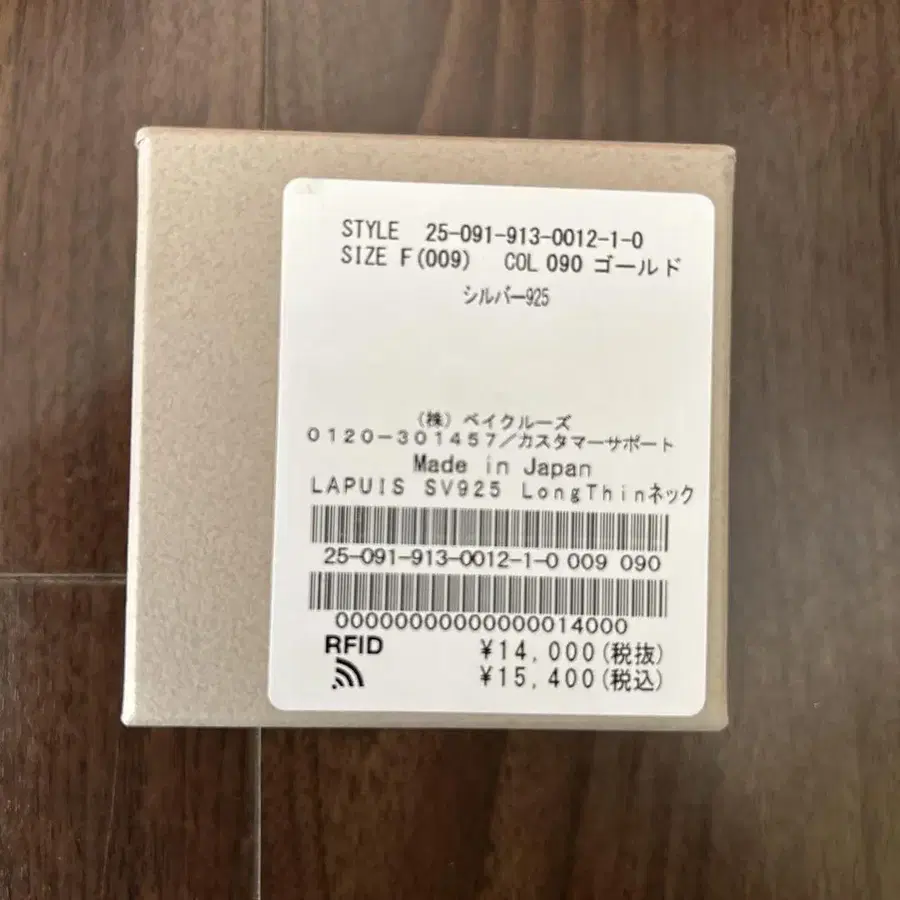 STYLE 25-091-913-0012-1-0
SIZE F(009) COL 090 ゴールド
シルバー925
(株) ベイクルーズ
0120-301457/カスタマーサポート
Made in Japan
LAPUIS SV925 LongThinネック
25-091-913-0012-1-0 009 090
00000000000000014000
RFID
¥14,000(税抜)
¥15,400(税込)